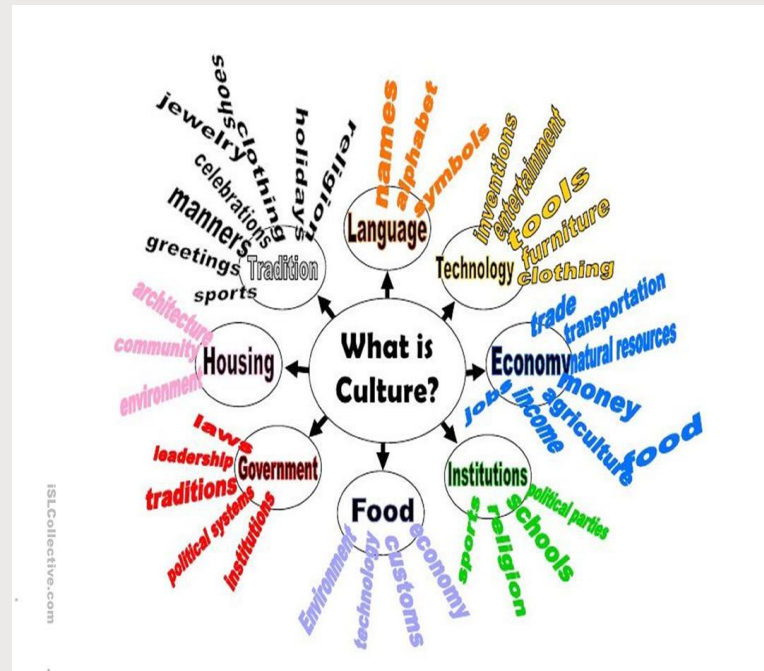 What is
Culture?
Language
names
alphabet
symbols
Technology
inventions
entertainment
tools
furniture
clothing
Economy
trade
transportation
natural resources
money
agriculture
food
income
jobs
Institutions
political parties
schools
religion
sports
Food
economy
customs
technology
Environment
Government
laws
leadership
traditions
political systems
institutions
Housing
architecture
community
environment
Tradition
sports
greetings
manners
celebrations
jewelry
clothing
shoes
holidays
religion
iSLCollective.com